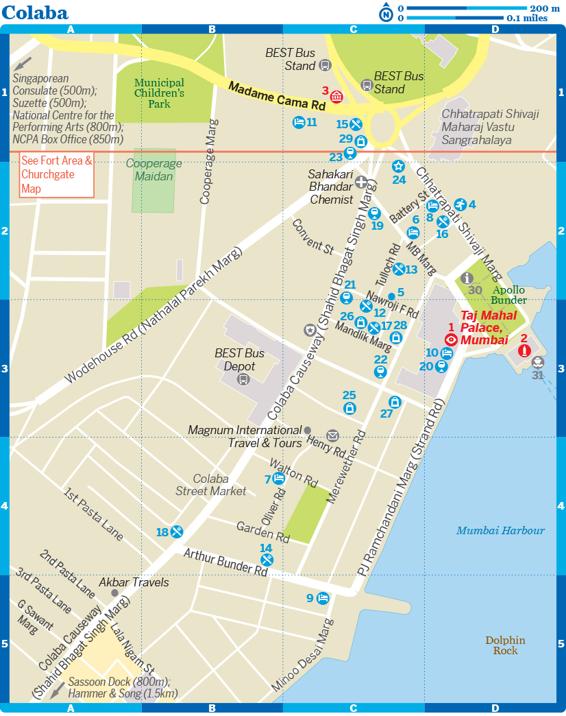 Colaba
0 200 m
0 0.1 miles
A B C D
1
2
3
4
5
Singaporean
Consulate (500m);
Suzette (500m);
National Centre for the
Performing Arts (800m);
NCPA Box Office (850m)
Municipal
Children's
Park
BEST Bus
Stand
BEST Bus
Stand
3
Madame Cama Rd
11
15
29
23
Chhatrapati Shivaji
Maharaj Vastu
Sangrahalaya
See Fort Area &
Churchgate
Map
Cooperage
Maidan
Cooperage Marg
Sahakari
Bhandar
Chemist
24
Chhatrapati Shivaji Marg
Battery St
4
8
6
16
19
Convent St
MB Marg
Tulloch Rd
13
30
Apollo
Bunder
21
5
Nawroji F Rd
12
26
17
28
Mandlik Marg
Taj Mahal
Palace,
Mumbai
1
2
31
10
20
22
Wodehouse Rd (Nathalal Parekh Marg)
Colaba Causeway (Shahid Bhagat Singh Marg)
BEST Bus
Depot
25
27
Magnum International
Travel & Tours
Henry Rd
Merewether Rd
PJ Ramchandani Marg (Strand Rd)
Walton Rd
7
Oliver Rd
Colaba
Street Market
Garden Rd
1st Pasta Lane
18
14
Arthur Bunder Rd
Mumbai Harbour
2nd Pasta Lane
3rd Pasta Lane
G Sawant
Marg
Akbar Travels
9
Colaba Causeway
(Shahid Bhagat Singh Marg)
Lala Nigam St
Minoo Desai Marg
Dolphin
Rock
Sassoon Dock (800m);
Hammer & Song (1.5km)
1
2
3
4
5
A B C D